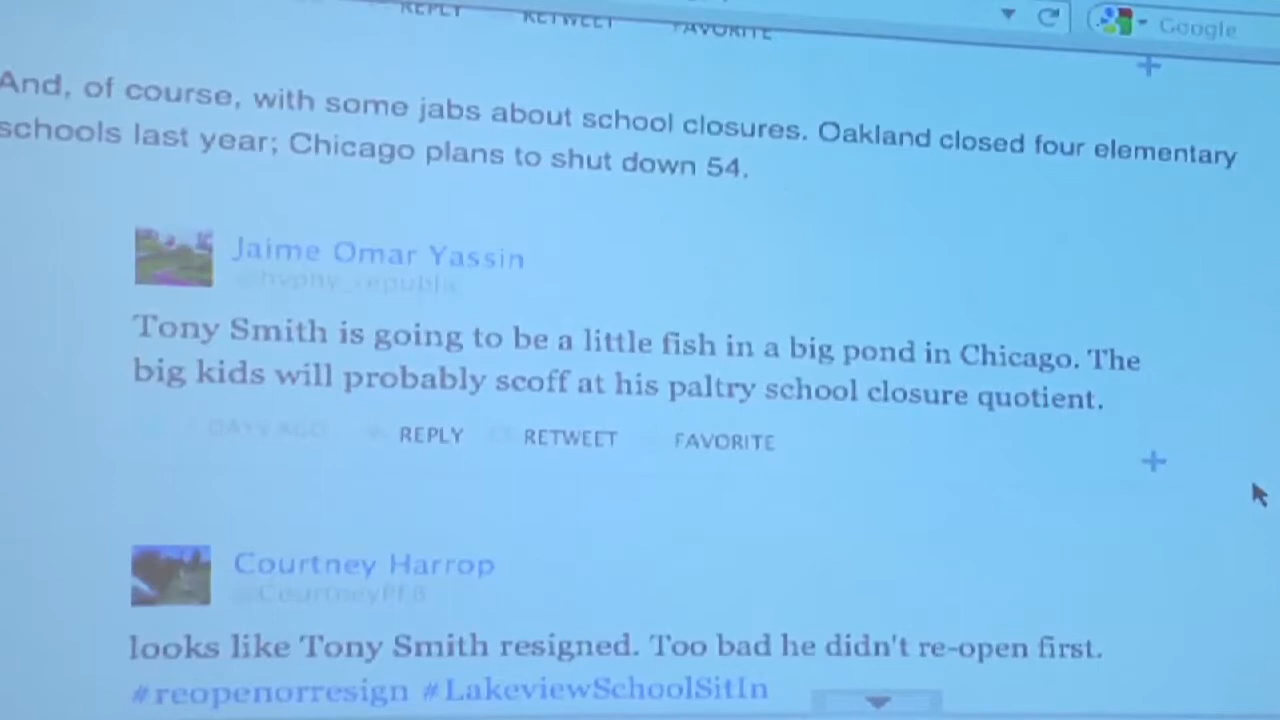 REPLY RETWEET FAVORITE
Google
And, of course, with some jabs about school closures. Oakland closed four elementary
schools last year; Chicago plans to shut down 54.
Jaime Omar Yassin
@hyphy_republic
Tony Smith is going to be a little fish in a big pond in Chicago. The
big kids will probably scoff at his paltry school closure quotient.
DAYS AGO REPLY RETWEET FAVORITE
Courtney Harrop
looks like Tony Smith resigned. Too bad he didn't re-open first.
#reopenorresign #LakeviewSchoolSitIn